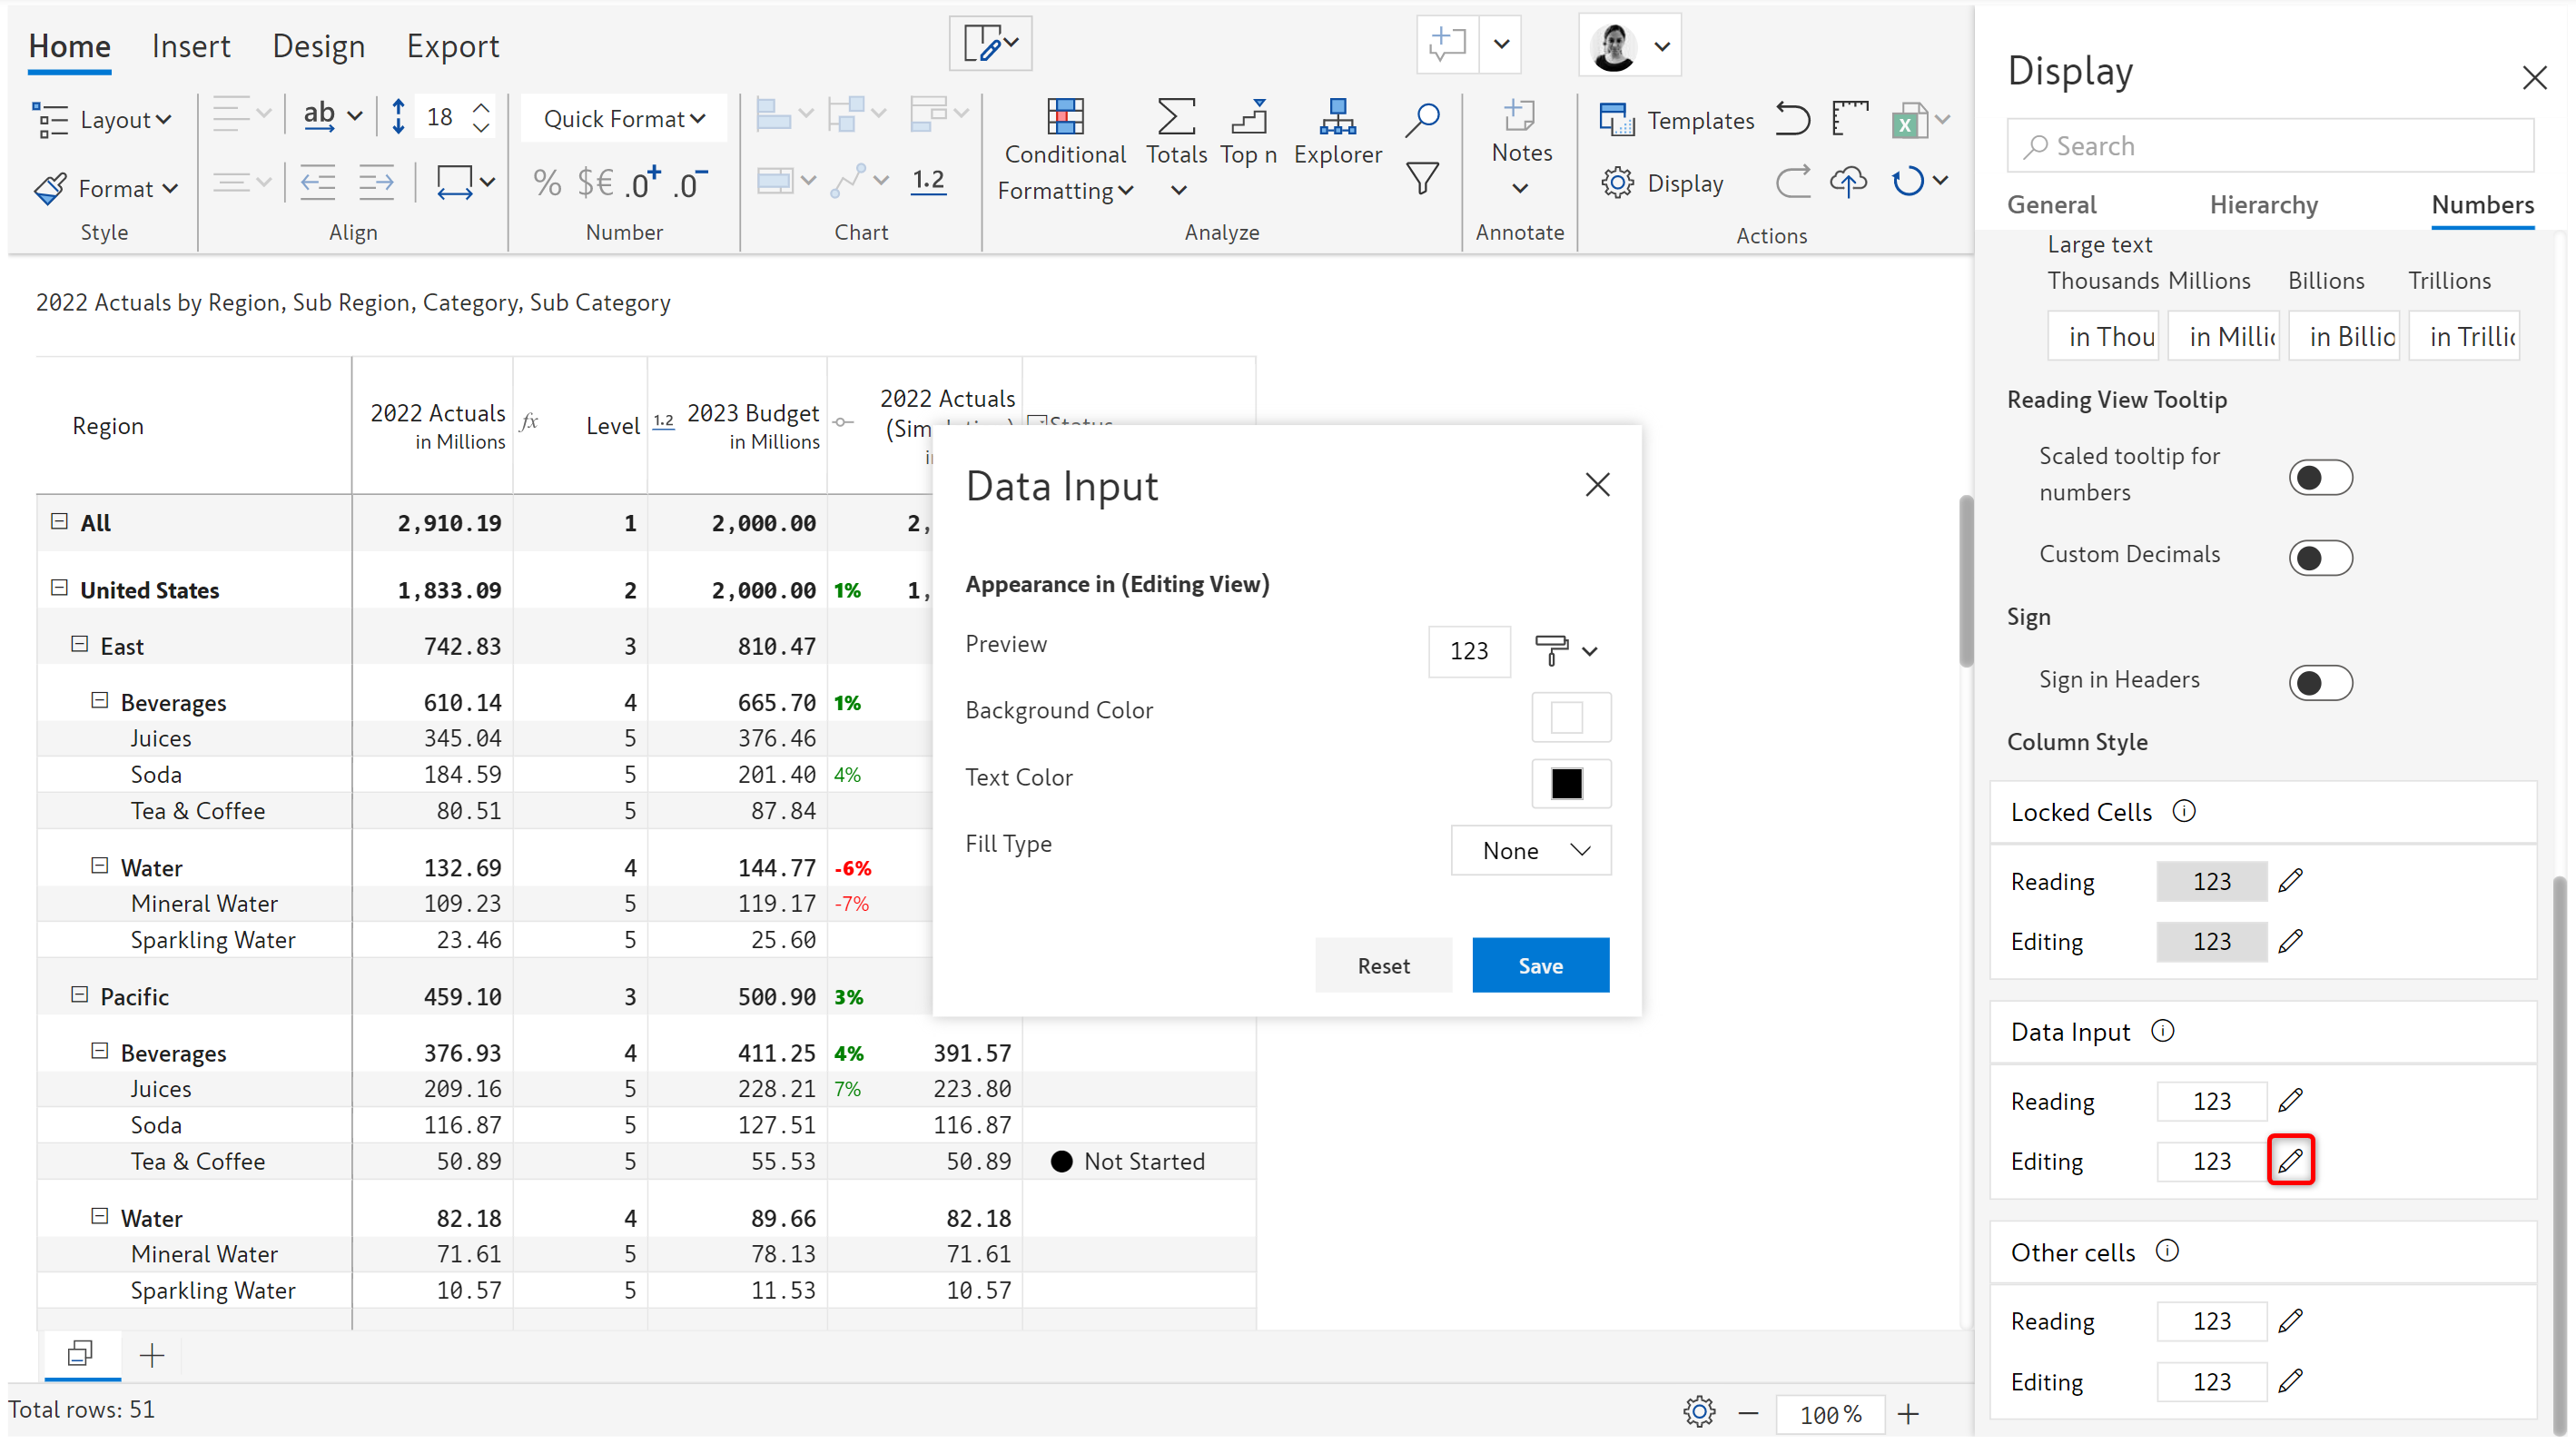 Home Insert Design Export
Layout ab 18 Quick Format
Conditional Formatting Totals Top n Explorer Notes Templates
Format % $€ .0+ .0- 1.2 Display
Style Align Number Chart Analyze Annotate Actions
2022 Actuals by Region, Sub Region, Category, Sub Category
Region 2022 Actuals in Millions fx Level 1.2 2023 Budget in Millions 2022 Actuals
All 2,910.19 1 2,000.00 2,
United States 1,833.09 2 2,000.00 1% 1,
East 742.83 3 810.47
Beverages 610.14 4 665.70 1%
Juices 345.04 5 376.46
Soda 184.59 5 201.40 4%
Tea & Coffee 80.51 5 87.84
Water 132.69 4 144.77 -6%
Mineral Water 109.23 5 119.17 -7%
Sparkling Water 23.46 5 25.60
Pacific 459.10 3 500.90 3%
Beverages 376.93 4 411.25 4% 391.57
Juices 209.16 5 228.21 7% 223.80
Soda 116.87 5 127.51 116.87
Tea & Coffee 50.89 5 55.53 50.89 Not Started
Water 82.18 4 89.66 82.18
Mineral Water 71.61 5 78.13 71.61
Sparkling Water 10.57 5 11.53 10.57
Total rows: 51
100%
Data Input
Appearance in (Editing View)
Preview 123
Background Color
Text Color
Fill Type None
Reset Save
Display
Search
General Hierarchy Numbers
Large text
Thousands Millions Billions Trillions
in Thou in Milli in Billio in Trilli
Reading View Tooltip
Scaled tooltip for
numbers
Custom Decimals
Sign
Sign in Headers
Column Style
Locked Cells
Reading 123
Editing 123
Data Input
Reading 123
Editing 123
Other cells
Reading 123
Editing 123